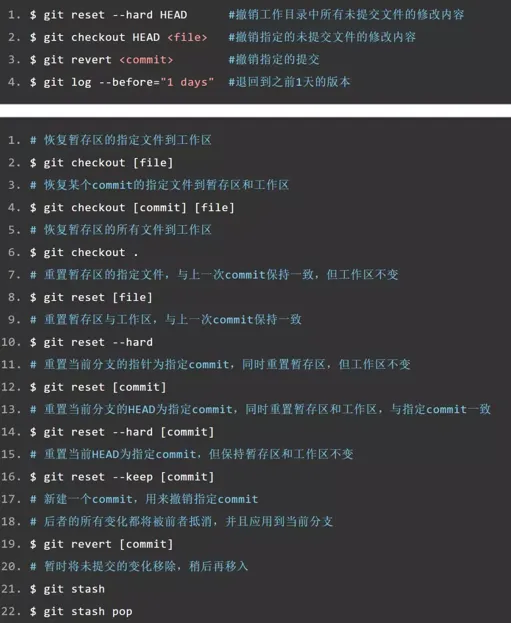 1. $ git reset --hard HEAD #撤销工作目录中所有未提交文件的修改内容
2. $ git checkout HEAD <file> #撤销指定的未提交文件的修改内容
3. $ git revert <commit> #撤销指定的提交
4. $ git log --before="1 days" #退回到之前1天的版本
1. # 恢复暂存区的指定文件到工作区
2. $ git checkout [file]
3. # 恢复某个commit的指定文件到暂存区和工作区
4. $ git checkout [commit] [file]
5. # 恢复暂存区的所有文件到工作区
6. $ git checkout .
7. # 重置暂存区的指定文件，与上一次commit保持一致，但工作区不变
8. $ git reset [file]
9. # 重置暂存区与工作区，与上一次commit保持一致
10. $ git reset --hard
11. # 重置当前分支的指针为指定commit，同时重置暂存区，但工作区不变
12. $ git reset [commit]
13. # 重置当前分支的HEAD为指定commit，同时重置暂存区和工作区，与指定commit一致
14. $ git reset --hard [commit]
15. # 重置当前HEAD为指定commit，但保持暂存区和工作区不变
16. $ git reset --keep [commit]
17. # 新建一个commit，用来撤销指定commit
18. # 后者的所有变化都将被前者抵消，并且应用到当前分支
19. $ git revert [commit]
20. # 暂时将未提交的变化移除，稍后再移入
21. $ git stash
22. $ git stash pop